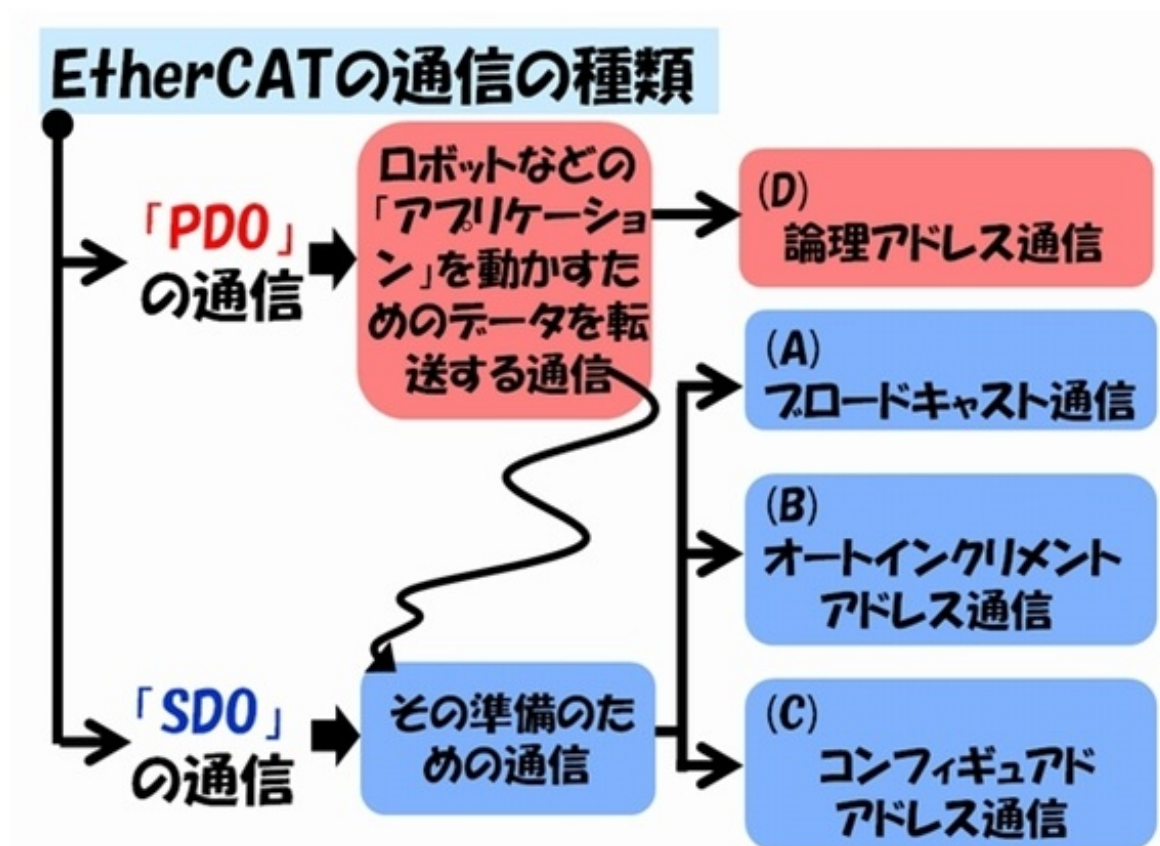 EtherCATの通信の種類
「PDO」
の通信
ロボットなどの
「アプリケーショ
ン」を動かすた
めのデータを転
送する通信
(D)
論理アドレス通信
(A)
ブロードキャスト通信
(B)
オートインクリメント
アドレス通信
「SDO」
の通信
その準備のた
めの通信
(C)
コンフィギュアド
アドレス通信